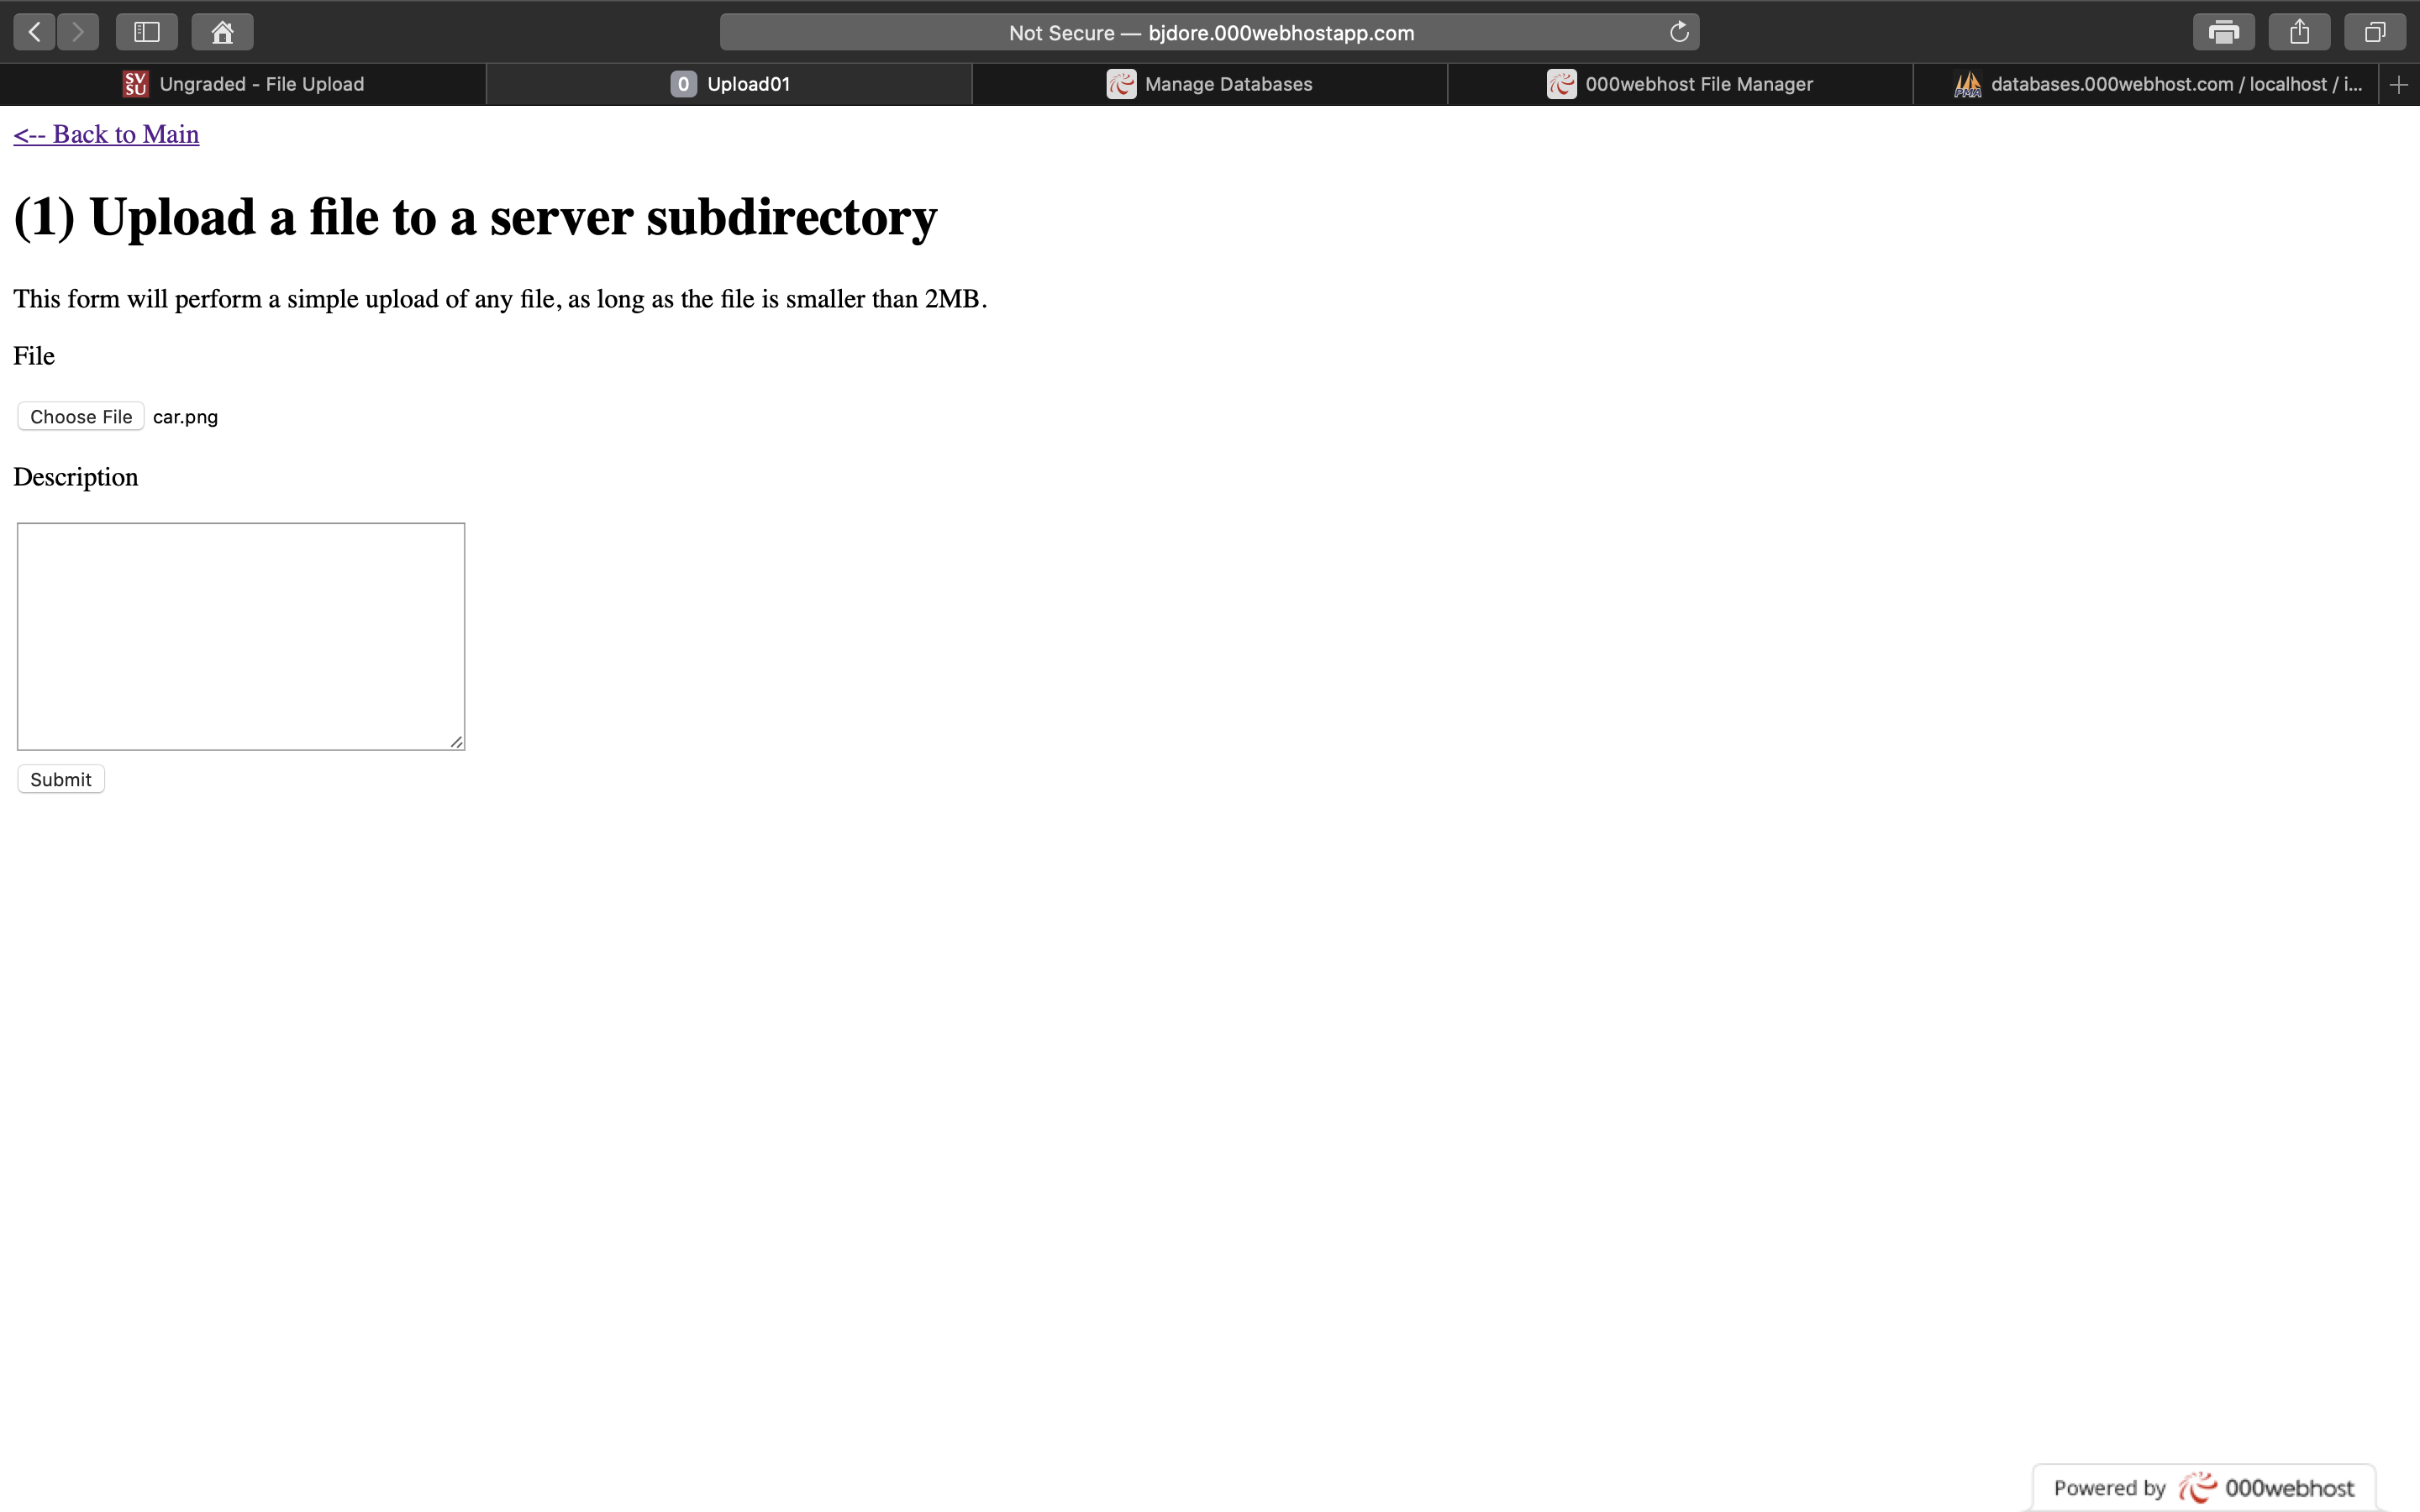 Not Secure — bjdore.000webhostapp.com
SV SU Ungraded - File Upload
0 Upload01
Manage Databases
000webhost File Manager
PMA databases.000webhost.com / localhost / i...
<-- Back to Main
(1) Upload a file to a server subdirectory
This form will perform a simple upload of any file, as long as the file is smaller than 2MB.
File
Choose File car.png
Description
Submit
Powered by 000webhost